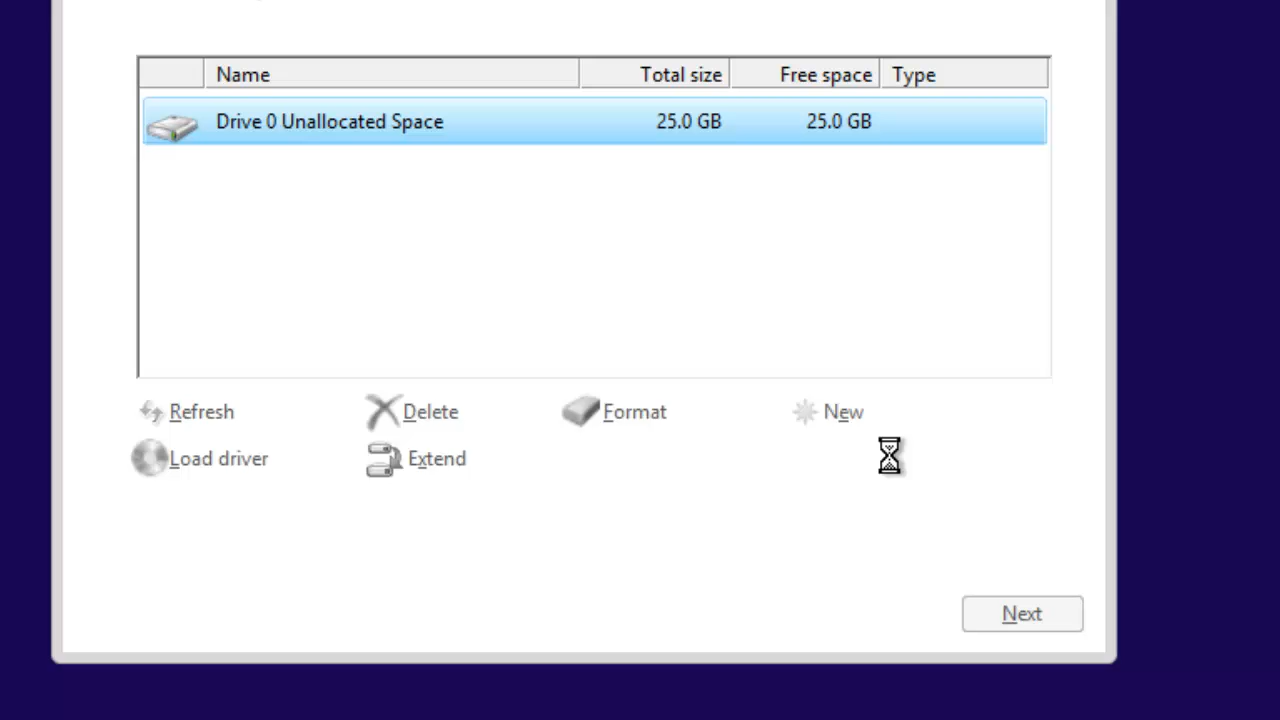 Name Total size Free space Type
Drive 0 Unallocated Space 25.0 GB 25.0 GB
Refresh Delete Format New
Load driver Extend
Next